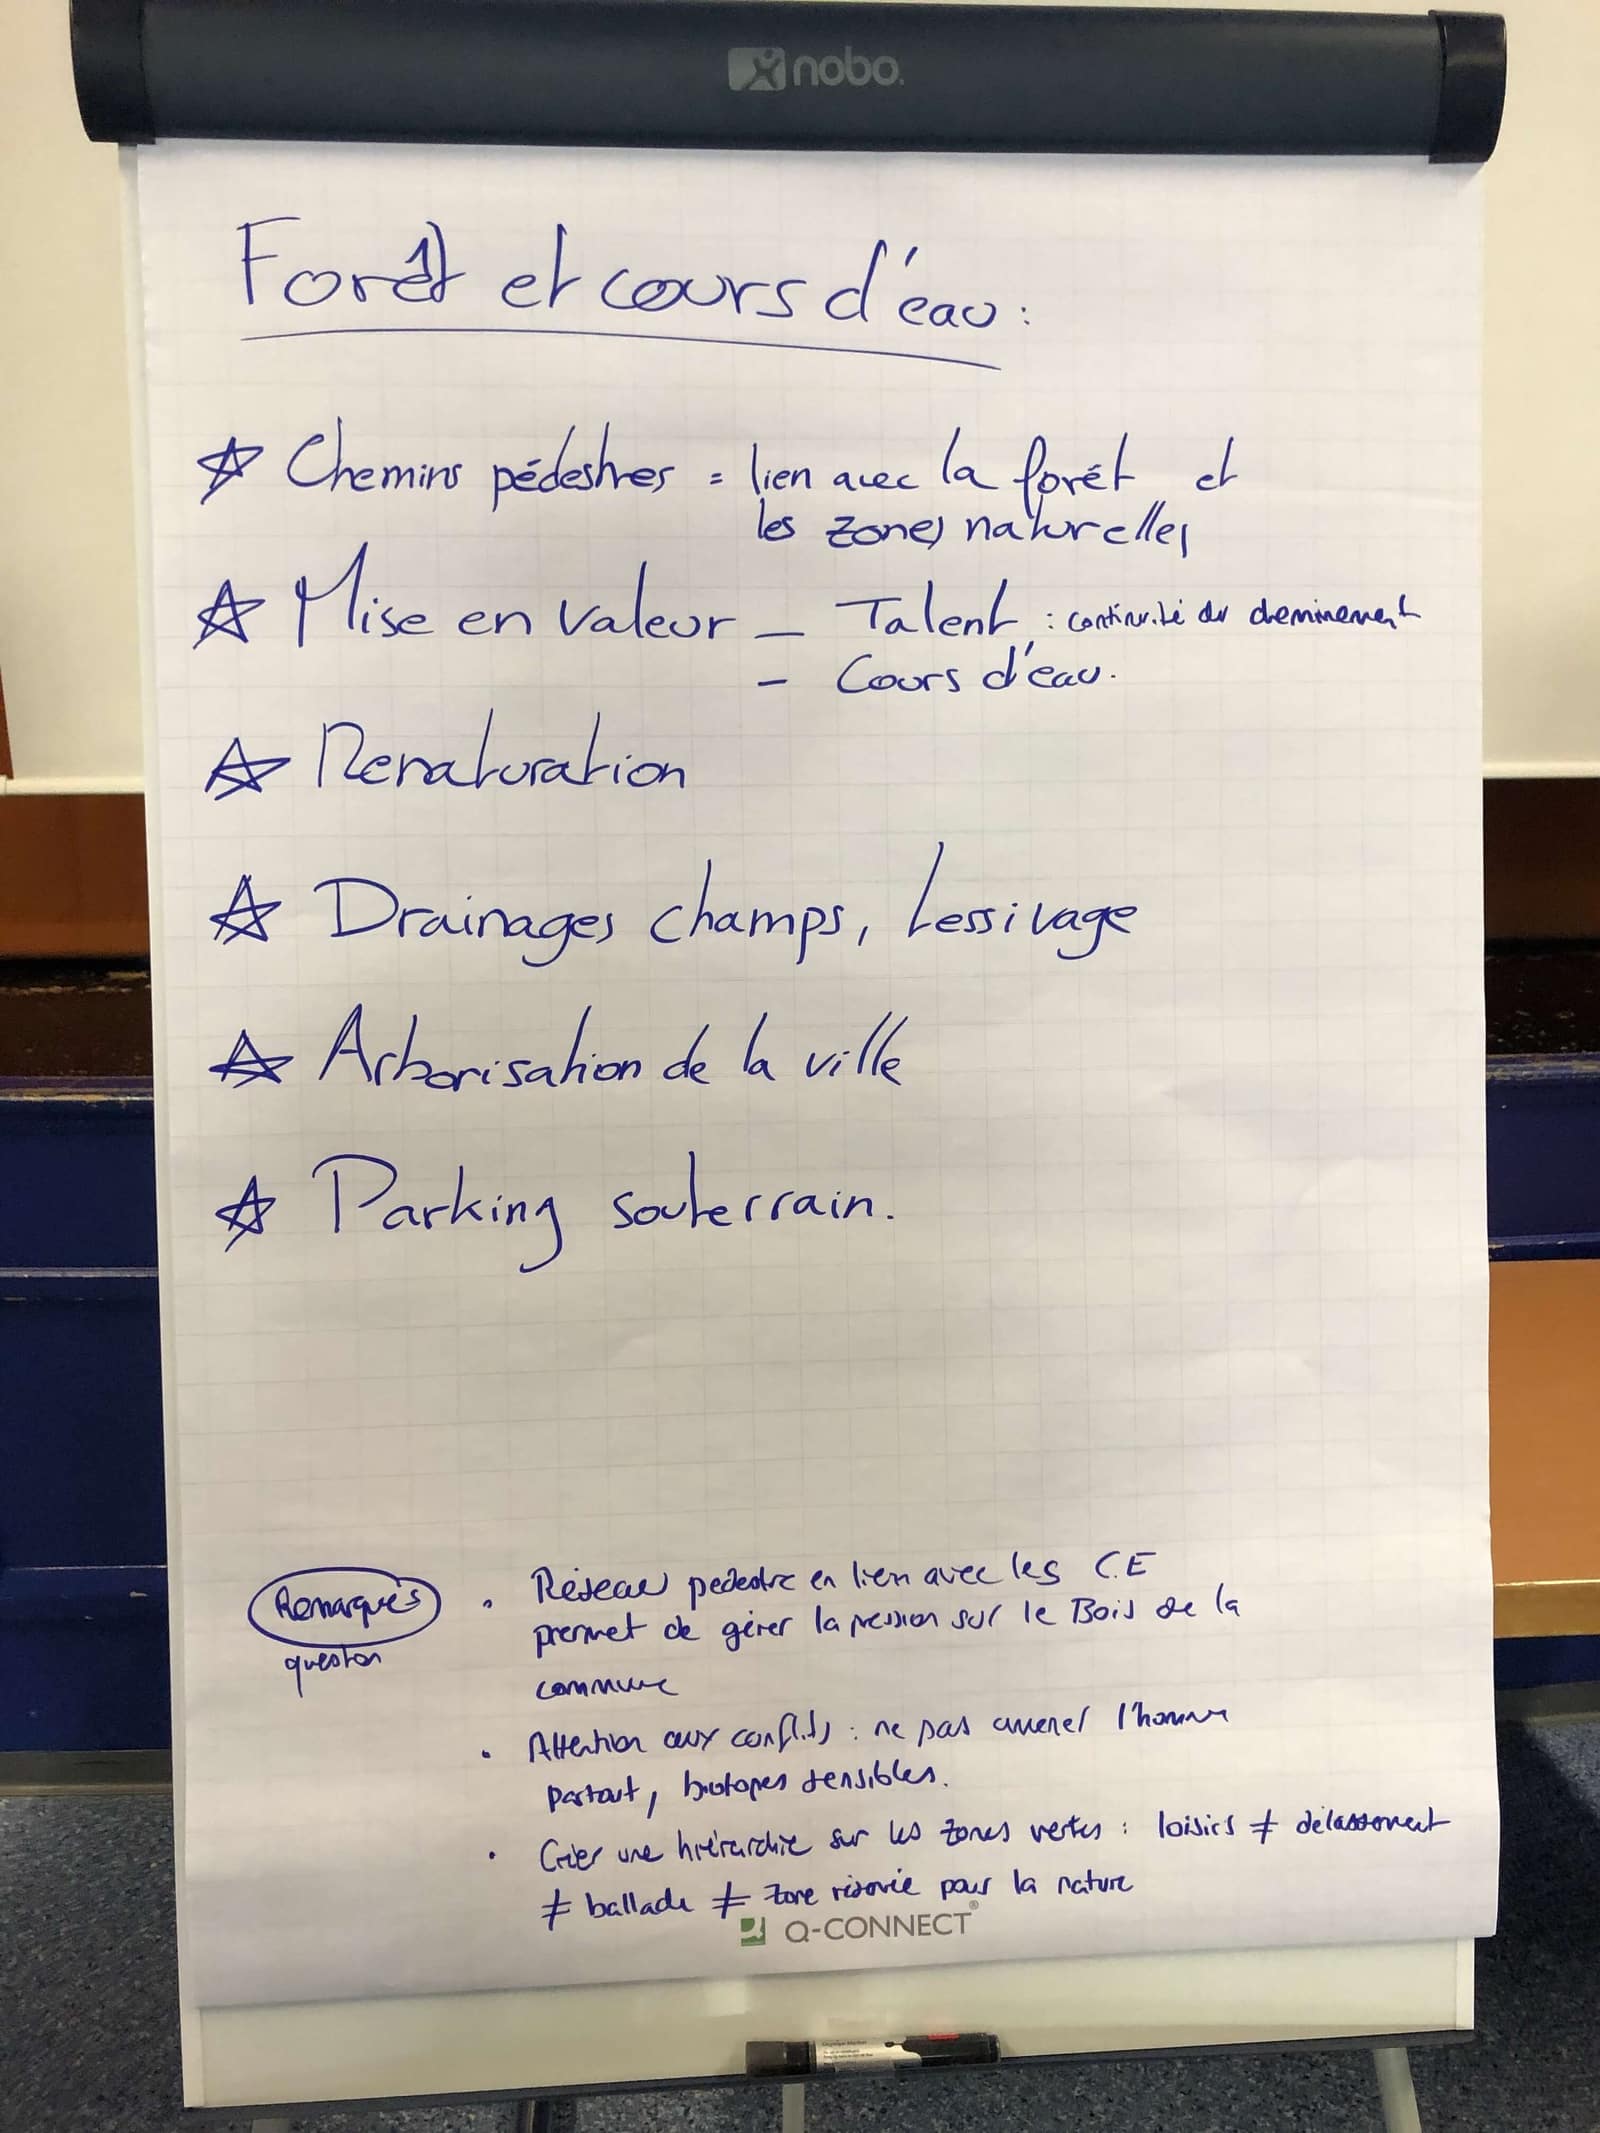 nobo
Forêt et cours d'eau :
☆ Chemins pédestres = lien avec la forêt et
les zones naturelles
☆ Mise en valeur – Talent : continuité du cheminement
– Cours d'eau.
☆ Renaturation
☆ Drainages champs, Lessivage
☆ Arborisation de la ville
☆ Parking souterrain.
Remarques
question
• Réseau pedestre en lien avec les C.E
permet de gérer la pression sur le Bois de la
commune
• Attention aux conflits : ne pas amener l'homme
partout, biotopes sensibles.
• Créer une hiérarchie sur les zones vertes : loisirs ≠ délassement
≠ ballade ≠ zone réservée pour la nature
Q-CONNECT®